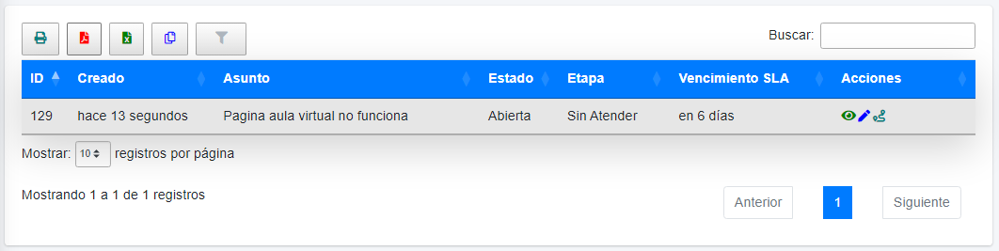 Buscar:
ID Creado Asunto Estado Etapa Vencimiento SLA Acciones
129 hace 13 segundos Pagina aula virtual no funciona Abierta Sin Atender en 6 días
Mostrar: 10 registros por página
Mostrando 1 a 1 de 1 registros
Anterior 1 Siguiente